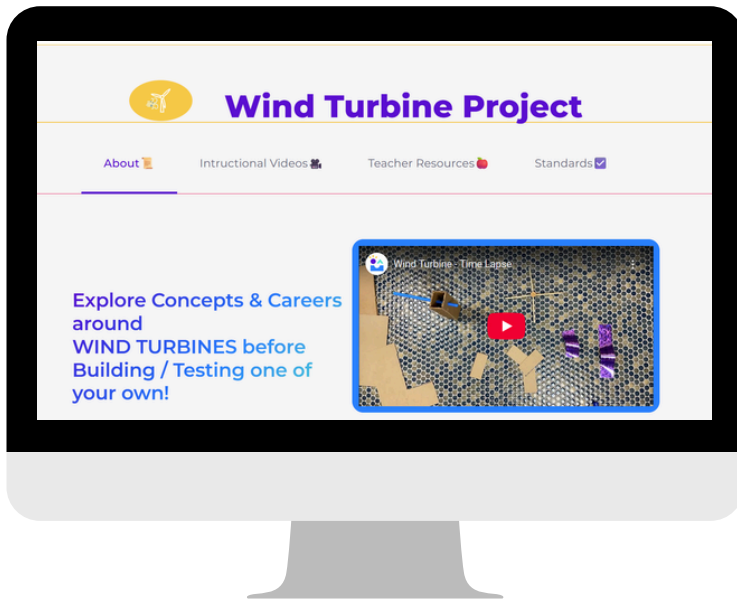 Wind Turbine Project
About📜 Intructional Videos🎥 Teacher Resources🍎 Standards☑️
Wind Turbine - Time Lapse
Explore Concepts & Careers
around
WIND TURBINES before
Building / Testing one of
your own!